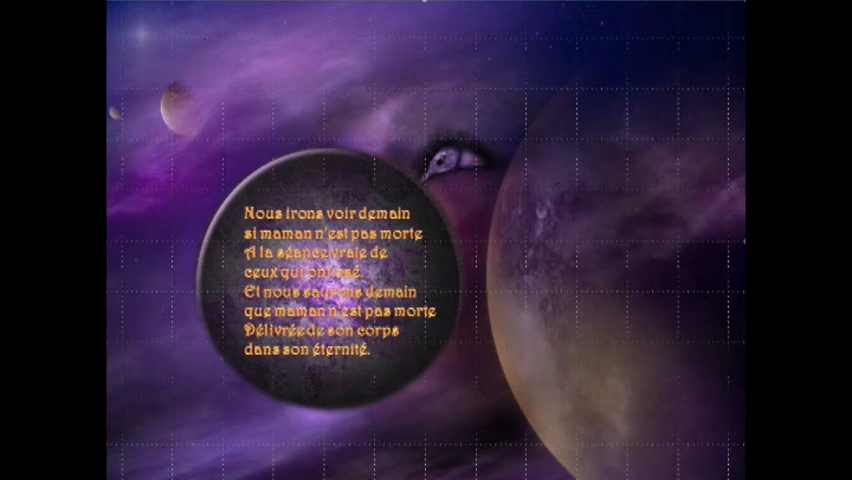 Nous irons voir demain
si maman n'est pas morte
A la séance vraie de
ceux qui ont osé.
Et nous saurons demain
que maman n'est pas morte
Délivrée de son corps
dans son éternité.